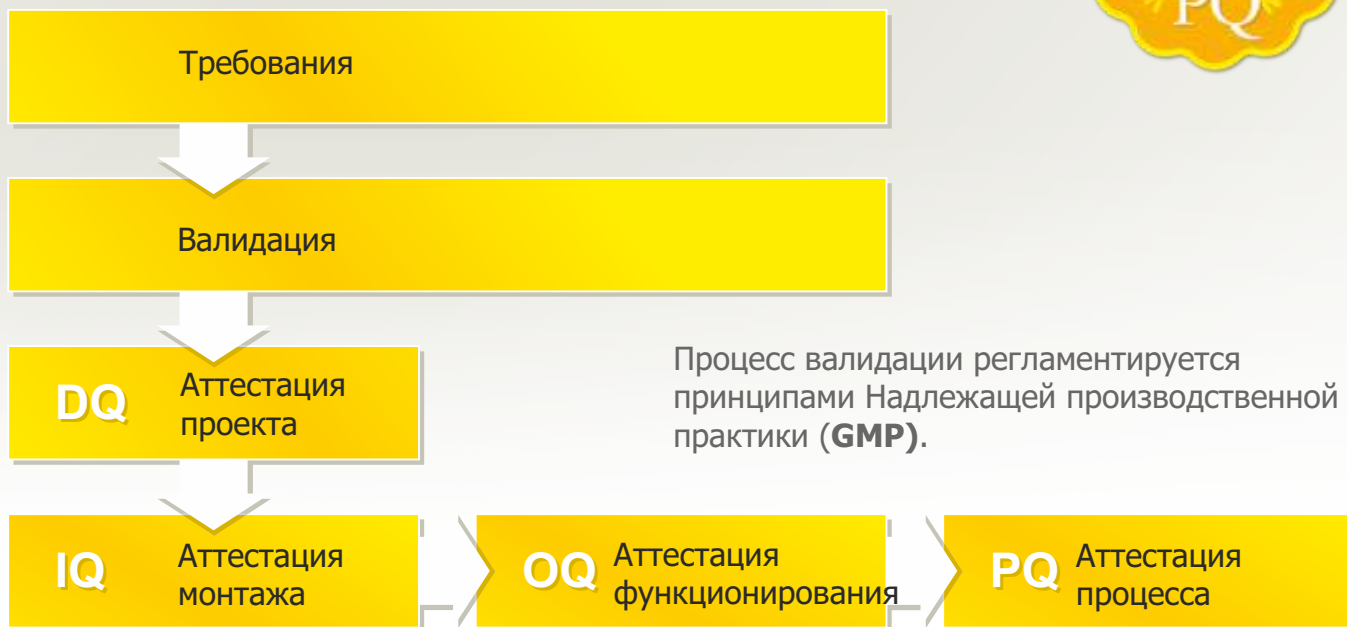 PQ
Требования
Валидация
DQ
Аттестация
проекта
Процесс валидации регламентируется
принципами Надлежащей производственной
практики (GMP).
IQ
Аттестация
монтажа
OQ
Аттестация
функционирования
PQ
Аттестация
процесса